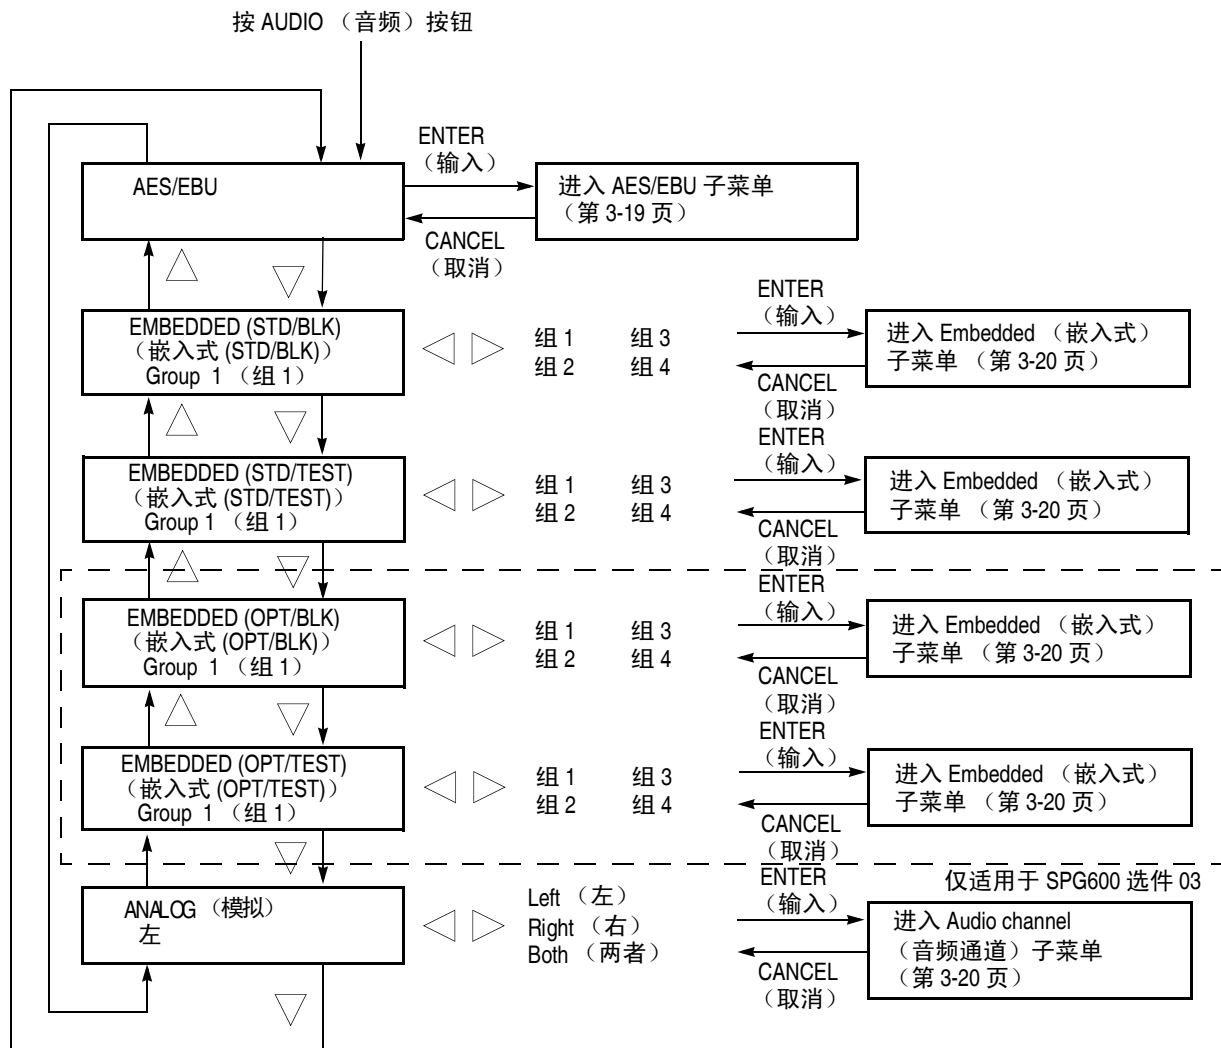 按 AUDIO （音频）按钮
ENTER
（输入）
AES/EBU
进入 AES/EBU 子菜单
（第 3-19 页）
CANCEL
（取消）
EMBEDDED (STD/BLK)
（嵌入式 (STD/BLK)）
Group 1 （组 1）
组 1 组 3
组 2 组 4
ENTER
（输入）
进入 Embedded （嵌入式）
子菜单 （第 3-20 页）
CANCEL
（取消）
EMBEDDED (STD/TEST)
（嵌入式 (STD/TEST)）
Group 1 （组 1）
组 1 组 3
组 2 组 4
ENTER
（输入）
进入 Embedded （嵌入式）
子菜单 （第 3-20 页）
CANCEL
（取消）
EMBEDDED (OPT/BLK)
（嵌入式 (OPT/BLK)）
Group 1 （组 1）
组 1 组 3
组 2 组 4
ENTER
（输入）
进入 Embedded （嵌入式）
子菜单 （第 3-20 页）
CANCEL
（取消）
EMBEDDED (OPT/TEST)
（嵌入式 (OPT/TEST)）
Group 1 （组 1）
组 1 组 3
组 2 组 4
ENTER
（输入）
进入 Embedded （嵌入式）
子菜单 （第 3-20 页）
CANCEL
（取消）
仅适用于 SPG600 选件 03
ANALOG （模拟）
左
Left （左）
Right （右）
Both （两者）
ENTER
（输入）
进入 Audio channel
（音频通道）子菜单
（第 3-20 页）
CANCEL
（取消）